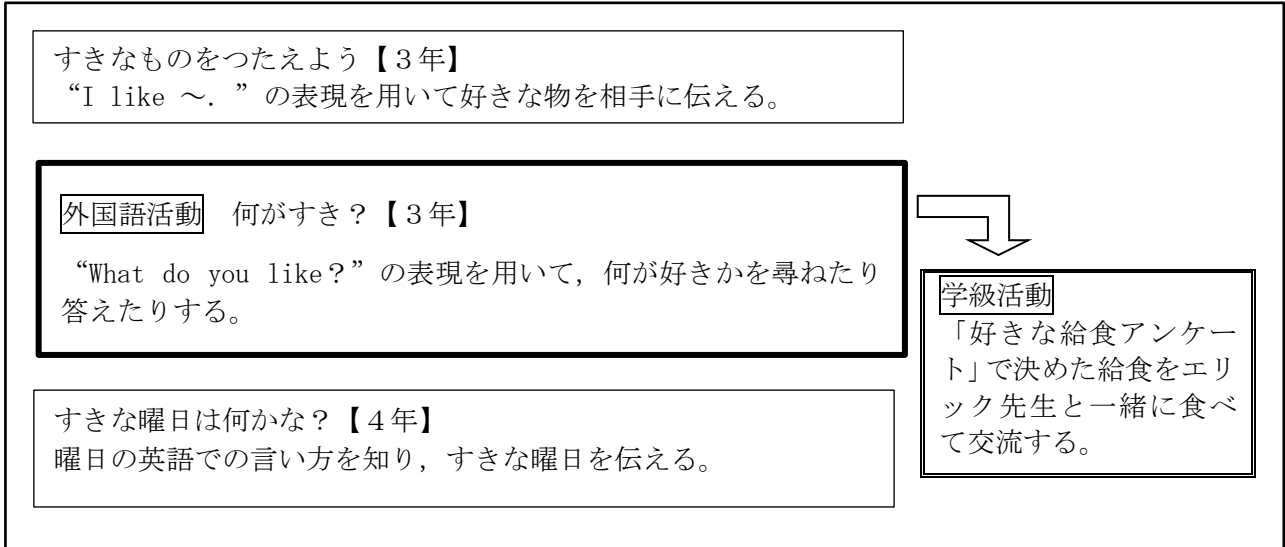 すきなものをつたえよう【３年】
“I like ～．”の表現を用いて好きな物を相手に伝える。
外国語活動　何がすき？【３年】
“What do you like？”の表現を用いて，何が好きかを尋ねたり
答えたりする。
学級活動
「好きな給食アンケー
ト」で決めた給食をエリ
ック先生と一緒に食べ
て交流する。
すきな曜日は何かな？【４年】
曜日の英語での言い方を知り，すきな曜日を伝える。